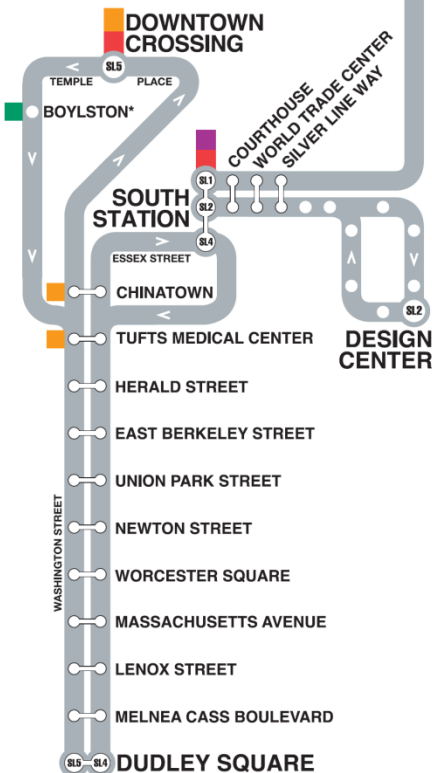 DOWNTOWN
CROSSING
SL5
TEMPLE PLACE
BOYLSTON*
COURTHOUSE
WORLD TRADE CENTER
SILVER LINE WAY
SL1
SOUTH
STATION
SL2
SL4
ESSEX STREET
CHINATOWN
SL2
DESIGN
CENTER
TUFTS MEDICAL CENTER
HERALD STREET
EAST BERKELEY STREET
UNION PARK STREET
WASHINGTON STREET
NEWTON STREET
WORCESTER SQUARE
MASSACHUSETTS AVENUE
LENOX STREET
MELNEA CASS BOULEVARD
SL5 SL4 DUDLEY SQUARE